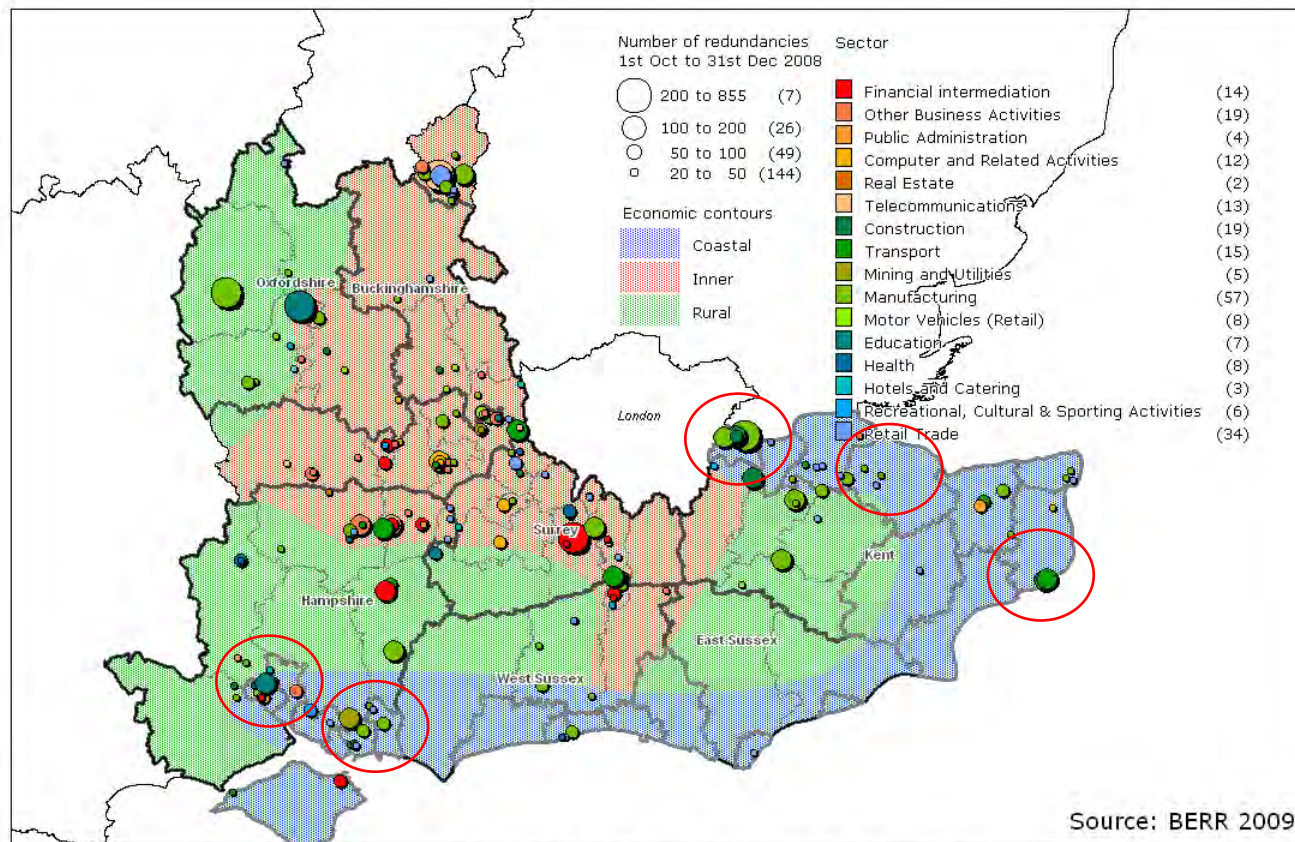 Number of redundancies
1st Oct to 31st Dec 2008
200 to 855 (7)
100 to 200 (26)
50 to 100 (49)
20 to 50 (144)
Economic contours
Coastal
Inner
Rural
Sector
Financial intermediation (14)
Other Business Activities (19)
Public Administration (4)
Computer and Related Activities (12)
Real Estate (2)
Telecommunications (13)
Construction (19)
Transport (15)
Mining and Utilities (5)
Manufacturing (57)
Motor Vehicles (Retail) (8)
Education (7)
Health (8)
Hotels and Catering (3)
Recreational, Cultural & Sporting Activities (6)
Retail Trade (34)
Oxfordshire
Buckinghamshire
London
Surrey
Kent
Hampshire
East Sussex
West Sussex
Source: BERR 2009